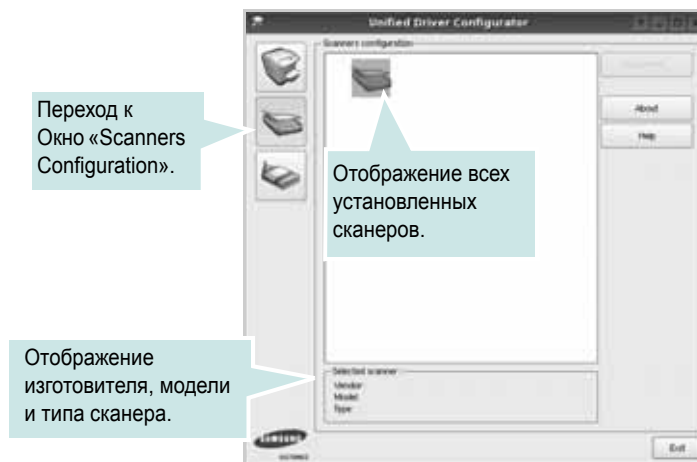 Unified Driver Configurator
Scanners configuration
Переход к
Окно «Scanners
Configuration».
About
Help
Отображение всех
установленных
сканеров.
Отображение
изготовителя, модели
и типа сканера.
Selected scanner
Vendor:
Model:
Type:
SAMSUNG
Exit